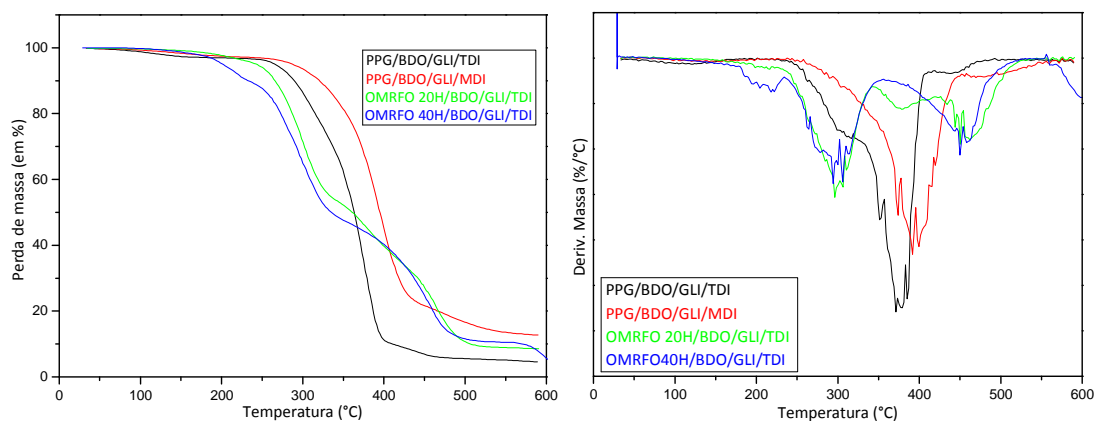 100
80
60
40
20
0
Perda de massa (em %)
PPG/BDO/GLI/TDI
PPG/BDO/GLI/MDI
OMRFO 20H/BDO/GLI/TDI
OMRFO 40H/BDO/GLI/TDI
0 100 200 300 400 500 600
Temperatura (°C)
Deriv. Massa (%/°C)
PPG/BDO/GLI/TDI
PPG/BDO/GLI/MDI
OMRFO 20H/BDO/GLI/TDI
OMRFO40H/BDO/GLI/TDI
0 100 200 300 400 500 600
Temperatura (°C)